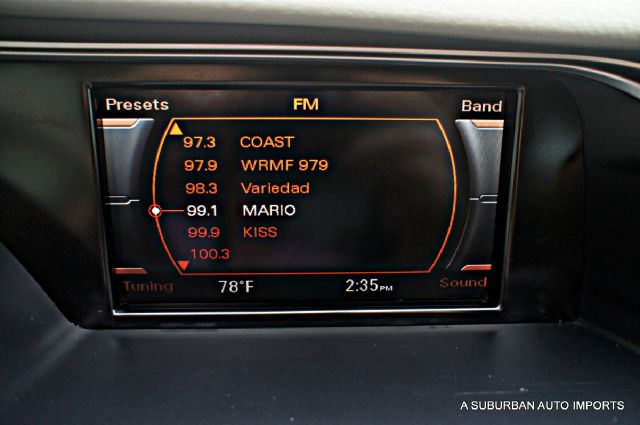 Presets FM Band
97.3 COAST
97.9 WRMF 979
98.3 Variedad
99.1 MARIO
99.9 KISS
100.3
Tuning 78°F 2:35PM Sound
A SUBURBAN AUTO IMPORTS